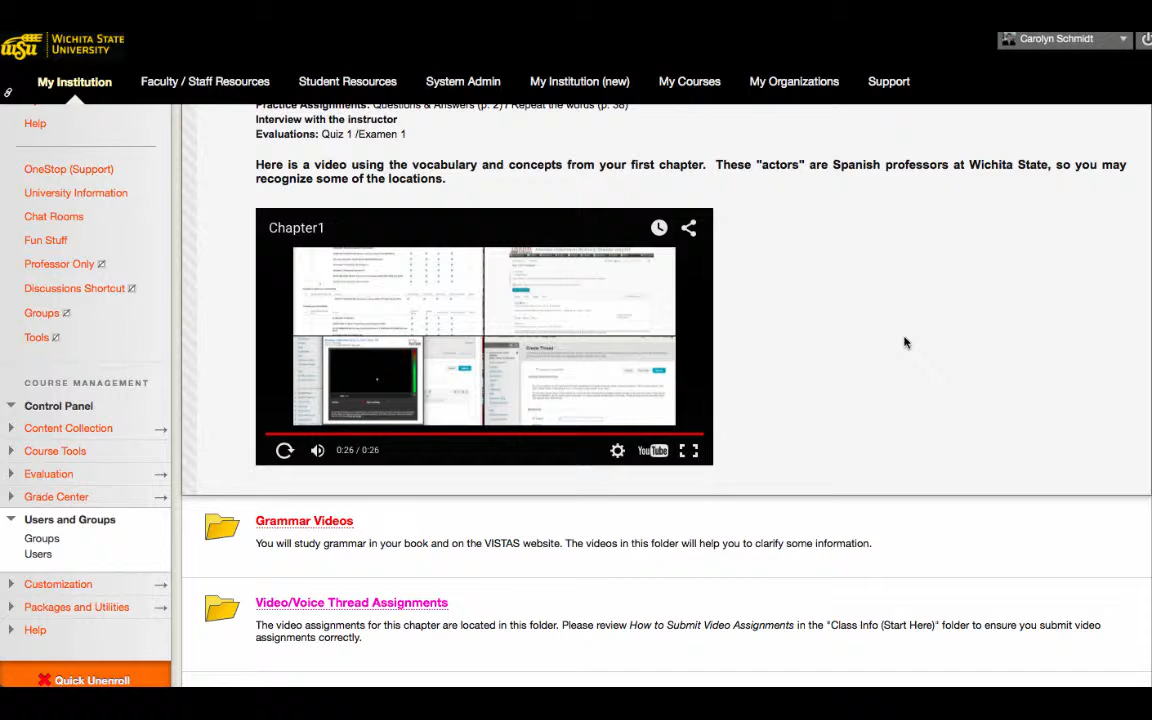 WICHITA STATE
UNIVERSITY
Carolyn Schmidt
My Institution
Faculty / Staff Resources
Student Resources
System Admin
My Institution (new)
My Courses
My Organizations
Support
Help
OneStop (Support)
University Information
Chat Rooms
Fun Stuff
Professor Only
Discussions Shortcut
Groups
Tools
COURSE MANAGEMENT
Control Panel
Content Collection
Course Tools
Evaluation
Grade Center
Users and Groups
Groups
Users
Customization
Packages and Utilities
Help
Quick Unenroll
Practice Assignments: Questions & Answers (p. 2) / Repeat the words (p. 38)
Interview with the instructor
Evaluations: Quiz 1 /Examen 1
Here is a video using the vocabulary and concepts from your first chapter. These "actors" are Spanish professors at Wichita State, so you may
recognize some of the locations.
Chapter1
Create Thread
0:26 / 0:26
YouTube
Grammar Videos
You will study grammar in your book and on the VISTAS website. The videos in this folder will help you to clarify some information.
Video/Voice Thread Assignments
The video assignments for this chapter are located in this folder. Please review How to Submit Video Assignments in the "Class Info (Start Here)" folder to ensure you submit video
assignments correctly.